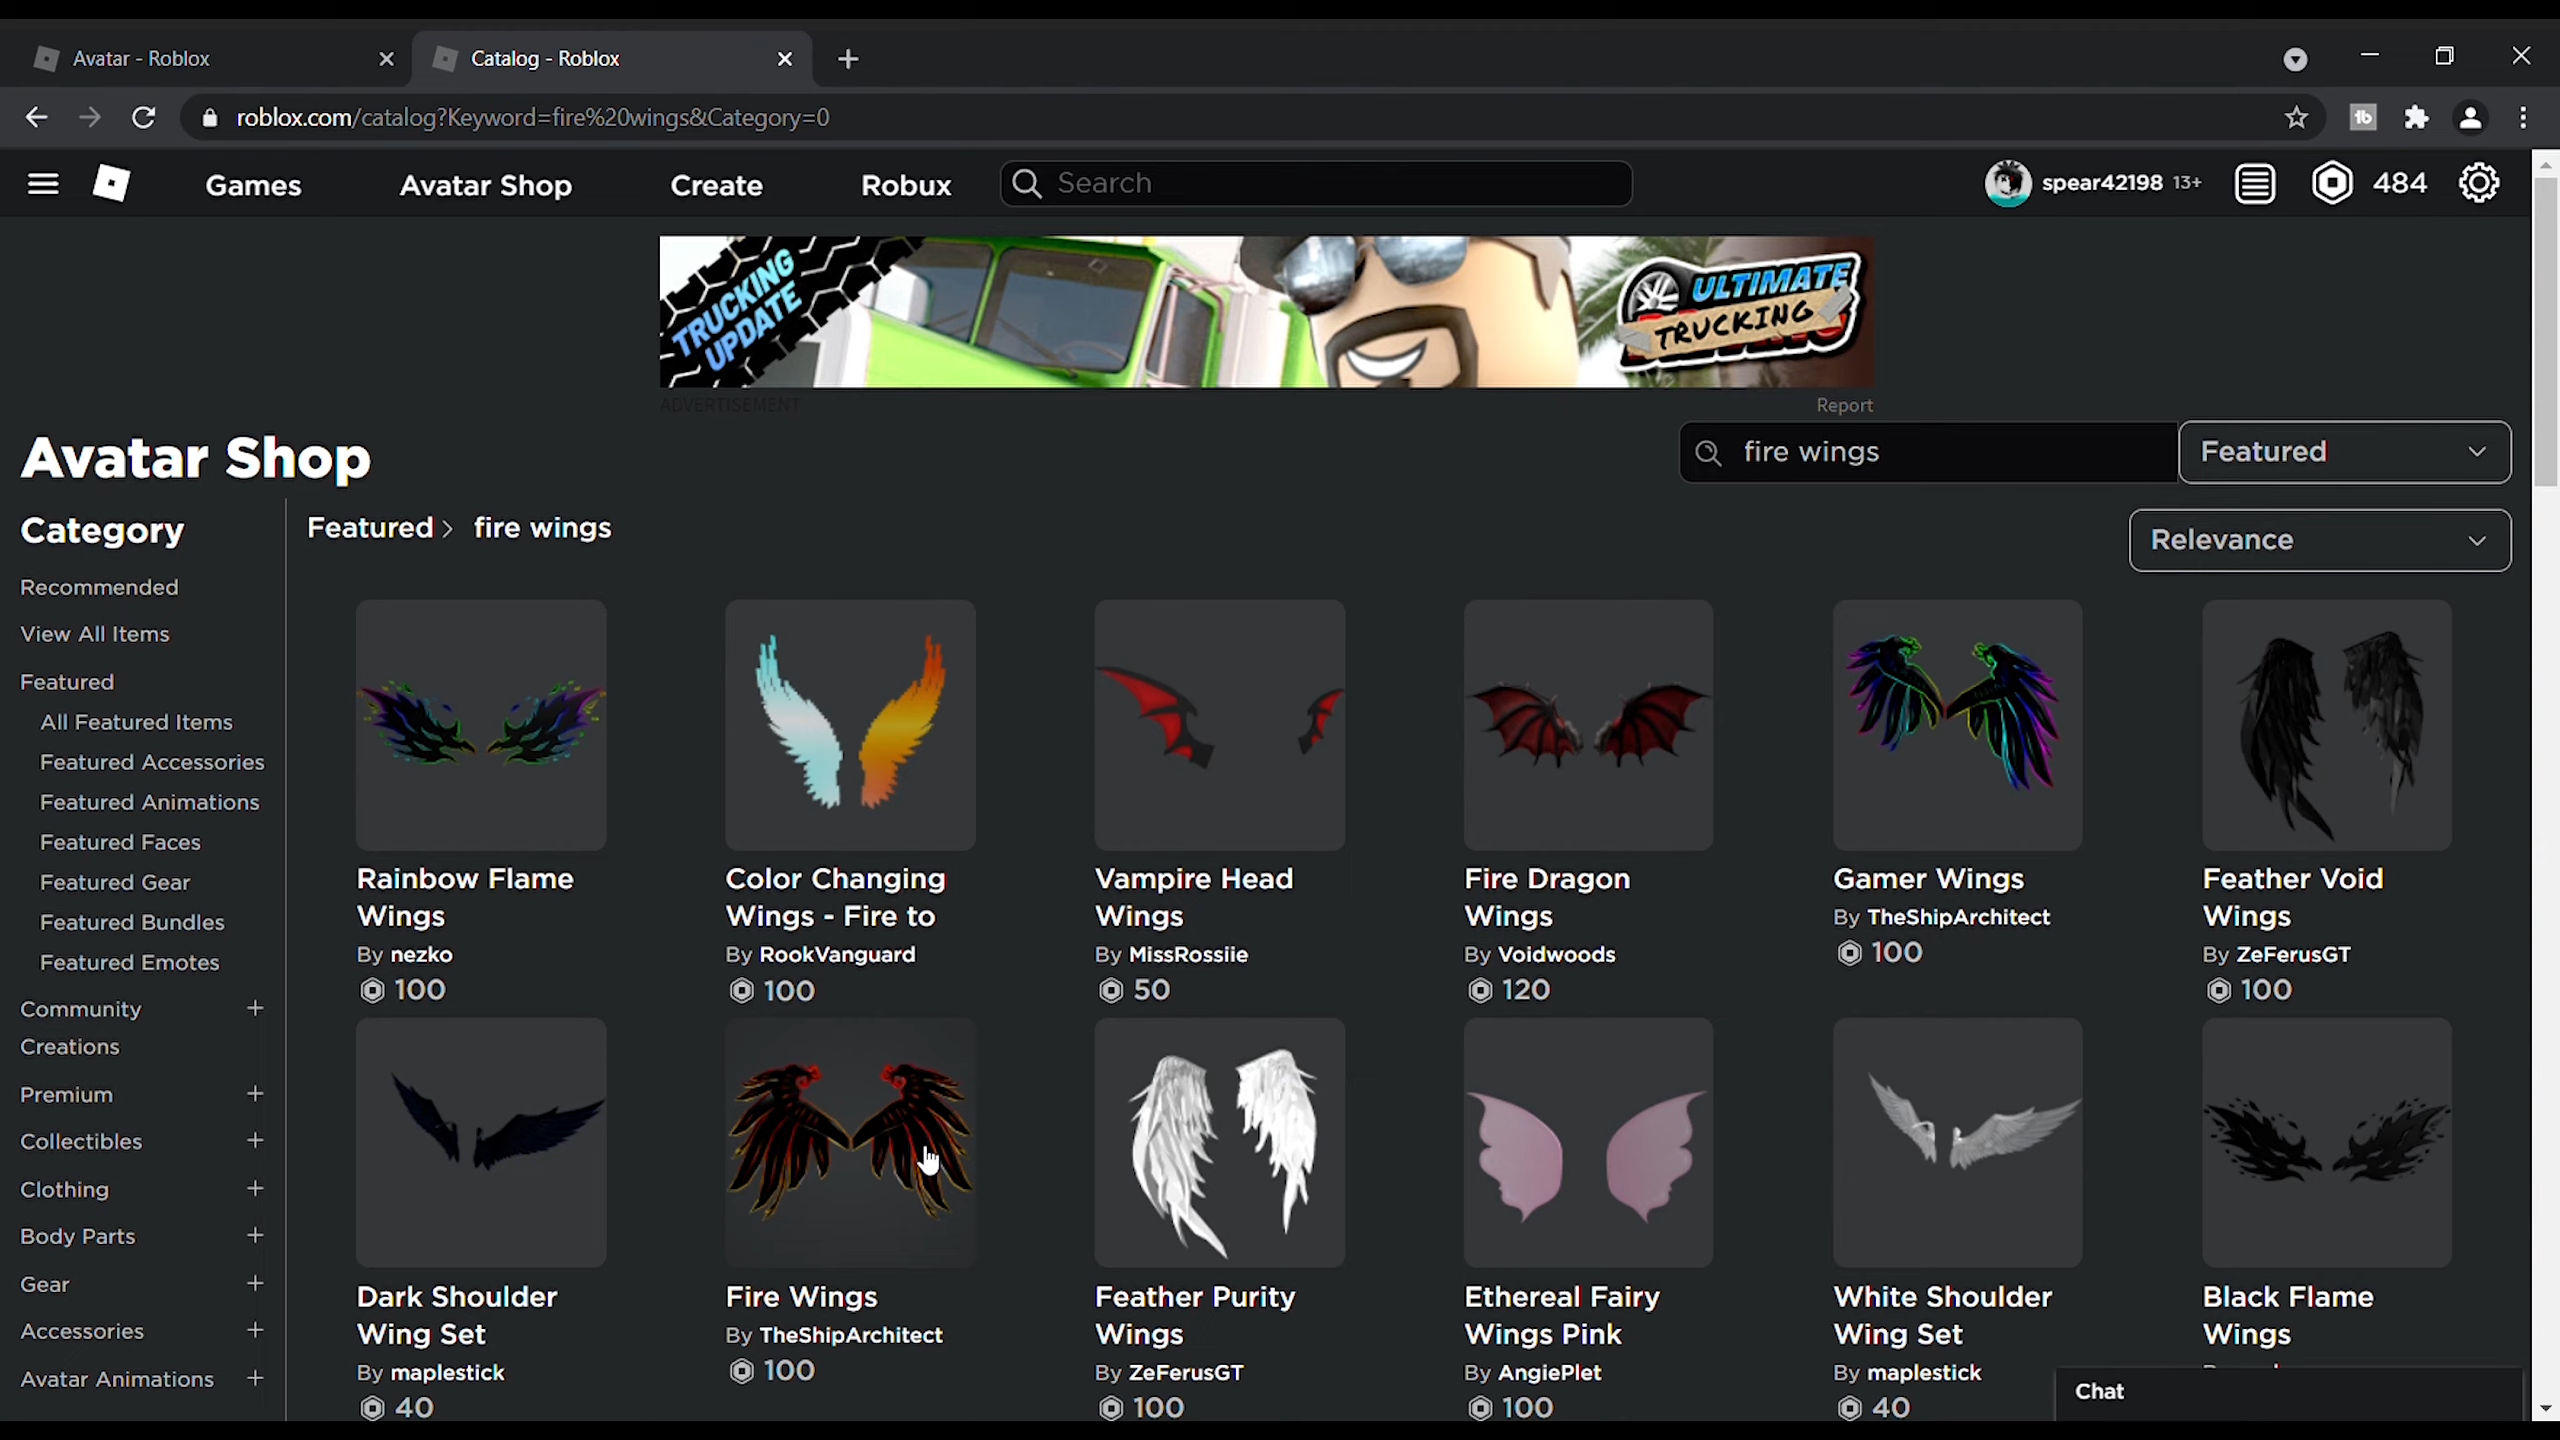 Avatar - Roblox
Catalog - Roblox
roblox.com/catalog?Keyword=fire%20wings&Category=0
Games
Avatar Shop
Create
Robux
Search
spear42198 13+
484
TRUCKING
UPDATE
ULTIMATE
TRUCKING
ADVERTISEMENT
Report
Avatar Shop
fire wings
Featured
Category
Featured > fire wings
Relevance
Recommended
View All Items
Featured
All Featured Items
Featured Accessories
Featured Animations
Featured Faces
Featured Gear
Featured Bundles
Featured Emotes
Community +
Creations
Premium +
Collectibles +
Clothing +
Body Parts +
Gear +
Accessories +
Avatar Animations +
Rainbow Flame
Wings
By nezko
100
Color Changing
Wings - Fire to
By RookVanguard
100
Vampire Head
Wings
By MissRossiie
50
Fire Dragon
Wings
By Voidwoods
120
Gamer Wings
By TheShipArchitect
100
Feather Void
Wings
By ZeFerusGT
100
Dark Shoulder
Wing Set
By maplestick
40
Fire Wings
By TheShipArchitect
100
Feather Purity
Wings
By ZeFerusGT
100
Ethereal Fairy
Wings Pink
By AngiePlet
100
White Shoulder
Wing Set
By maplestick
40
Black Flame
Wings
Chat